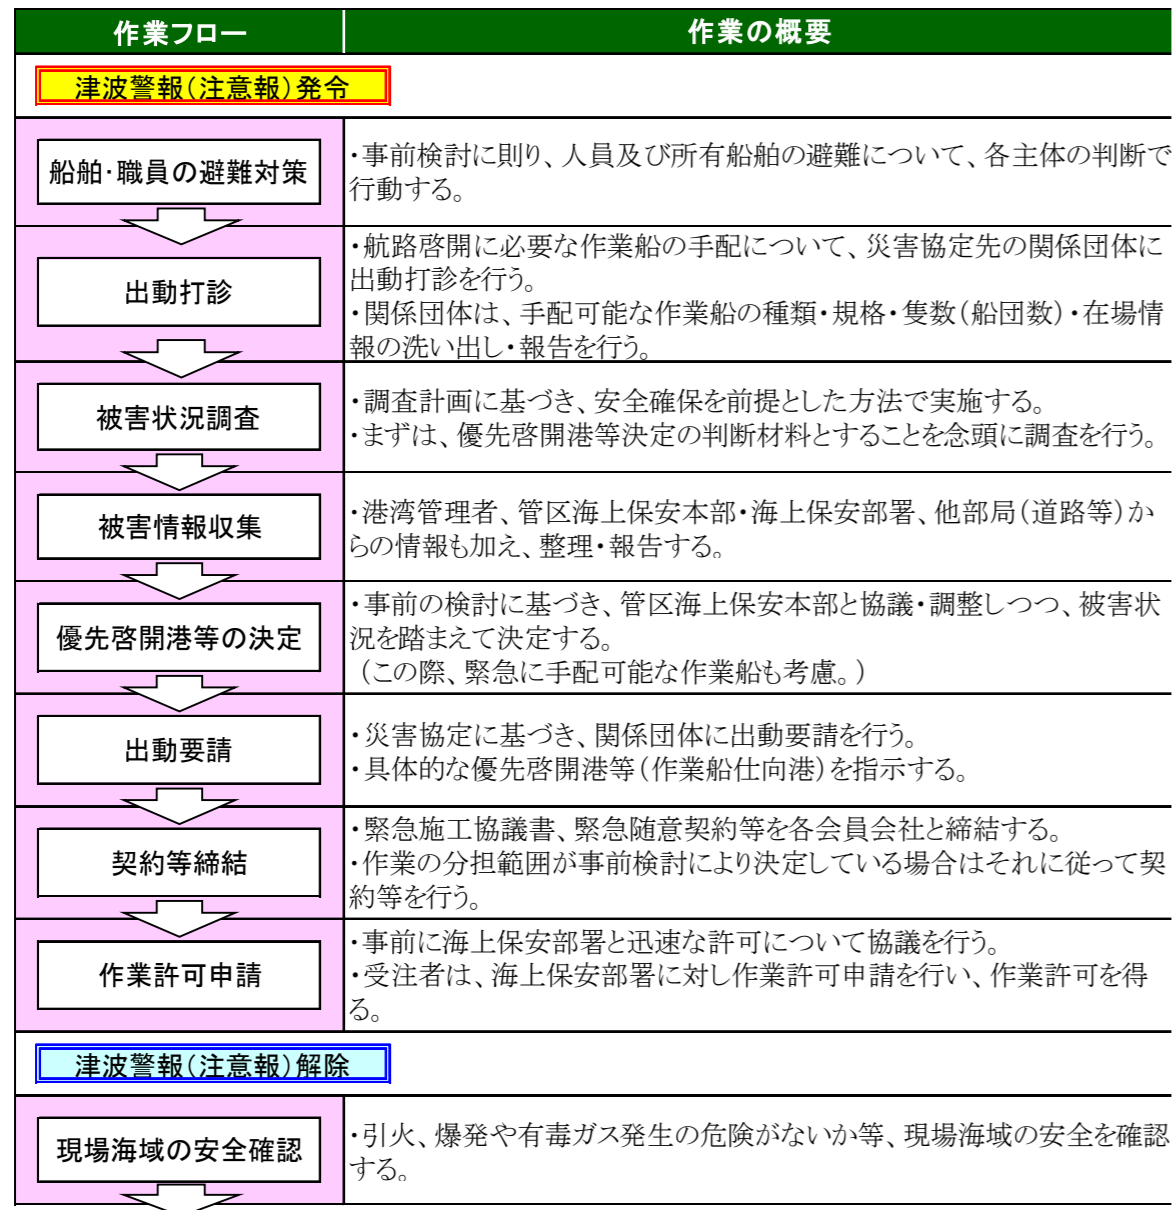 作業フロー
作業の概要
津波警報(注意報)発令
船舶・職員の避難対策
・事前検討に則り、人員及び所有船舶の避難について、各主体の判断で
行動する。
出動打診
・航路啓開に必要な作業船の手配について、災害協定先の関係団体に
出動打診を行う。
・関係団体は、手配可能な作業船の種類・規格・隻数(船団数)・在場情
報の洗い出し・報告を行う。
被害状況調査
・調査計画に基づき、安全確保を前提とした方法で実施する。
・まずは、優先啓開港等決定の判断材料とすることを念頭に調査を行う。
被害情報収集
・港湾管理者、管区海上保安本部・海上保安部署、他部局(道路等)か
らの情報も加え、整理・報告する。
優先啓開港等の決定
・事前の検討に基づき、管区海上保安本部と協議・調整しつつ、被害状
況を踏まえて決定する。
(この際、緊急に手配可能な作業船も考慮。)
出動要請
・災害協定に基づき、関係団体に出動要請を行う。
・具体的な優先啓開港等(作業船仕向港)を指示する。
契約等締結
・緊急施工協議書、緊急随意契約等を各会員会社と締結する。
・作業の分担範囲が事前検討により決定している場合はそれに従って契
約等を行う。
作業許可申請
・事前に海上保安部署と迅速な許可について協議を行う。
・受注者は、海上保安部署に対し作業許可申請を行い、作業許可を得
る。
津波警報(注意報)解除
現場海域の安全確認
・引火、爆発や有毒ガス発生の危険がないか等、現場海域の安全を確認
する。